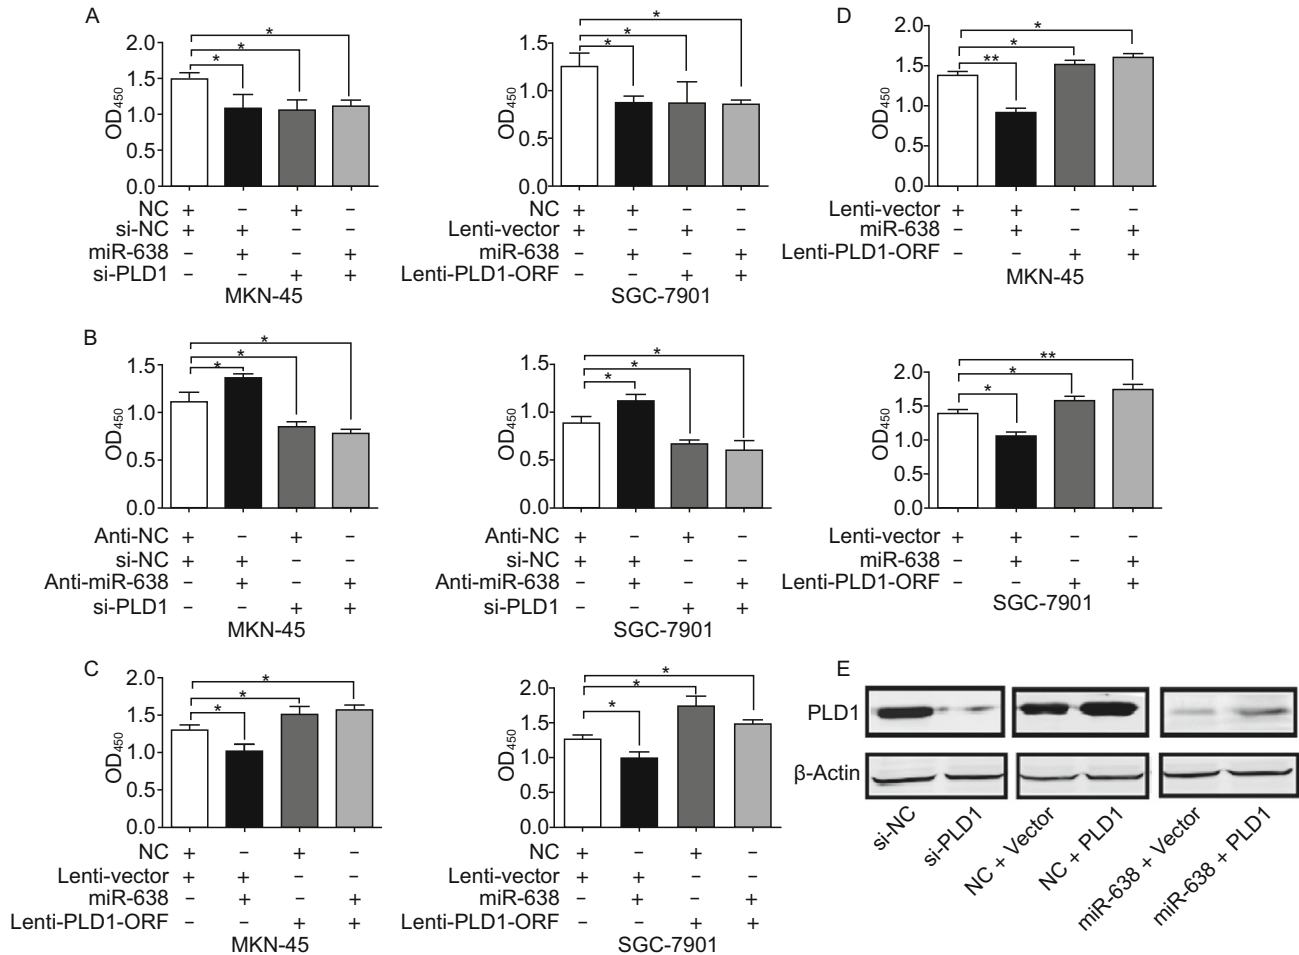 A
*
*
*
2.0
1.5
1.0
0.5
0.0
OD450
NC + − + −
si-NC + + − −
miR-638 − + − +
si-PLD1 − − + +
MKN-45
*
*
*
1.5
1.0
0.5
0.0
OD450
NC + + − −
Lenti-vector + − + −
miR-638 − + − +
Lenti-PLD1-ORF − − + +
SGC-7901
D
*
*
**
2.0
1.5
1.0
0.5
0.0
OD450
Lenti-vector + + − −
miR-638 − + − +
Lenti-PLD1-ORF − − + +
MKN-45
B
*
*
*
1.5
1.0
0.5
0.0
OD450
Anti-NC + − + −
si-NC + + − −
Anti-miR-638 − + − +
si-PLD1 − − + +
MKN-45
*
*
*
1.5
1.0
0.5
0.0
OD450
Anti-NC + − + −
si-NC + + − −
Anti-miR-638 − + − +
si-PLD1 − − + +
SGC-7901
**
*
*
2.0
1.5
1.0
0.5
0.0
OD450
Lenti-vector + + − −
miR-638 − + − +
Lenti-PLD1-ORF − − + +
SGC-7901
C
*
*
*
2.0
1.5
1.0
0.5
0.0
OD450
NC + − + −
Lenti-vector + + − −
miR-638 − + − +
Lenti-PLD1-ORF − − + +
MKN-45
*
*
*
2.0
1.5
1.0
0.5
0.0
OD450
NC + − + −
Lenti-vector + + − −
miR-638 − + − +
Lenti-PLD1-ORF − − + +
SGC-7901
E
PLD1
β-Actin
si-NC
si-PLD1
NC + Vector
NC + PLD1
miR-638 + Vector
miR-638 + PLD1